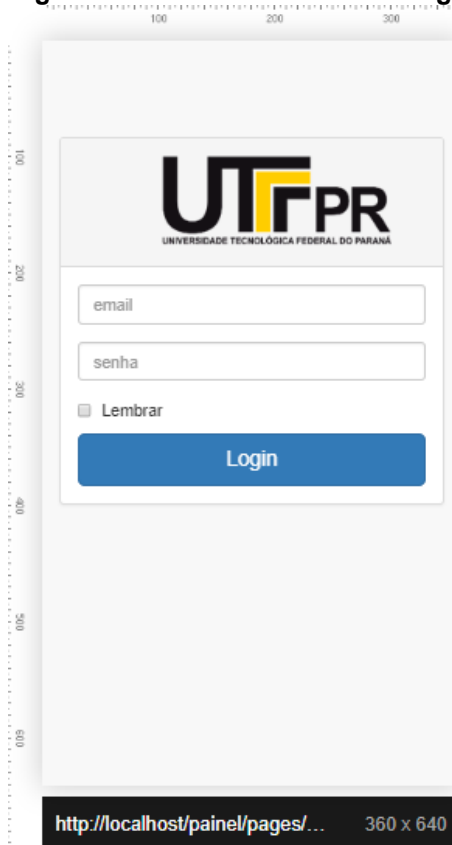 100 200 300
100
200
300
400
500
600
UTFPR
UNIVERSIDADE TECNOLÓGICA FEDERAL DO PARANÁ
email
senha
Lembrar
Login
http://localhost/painel/pages/... 360 x 640